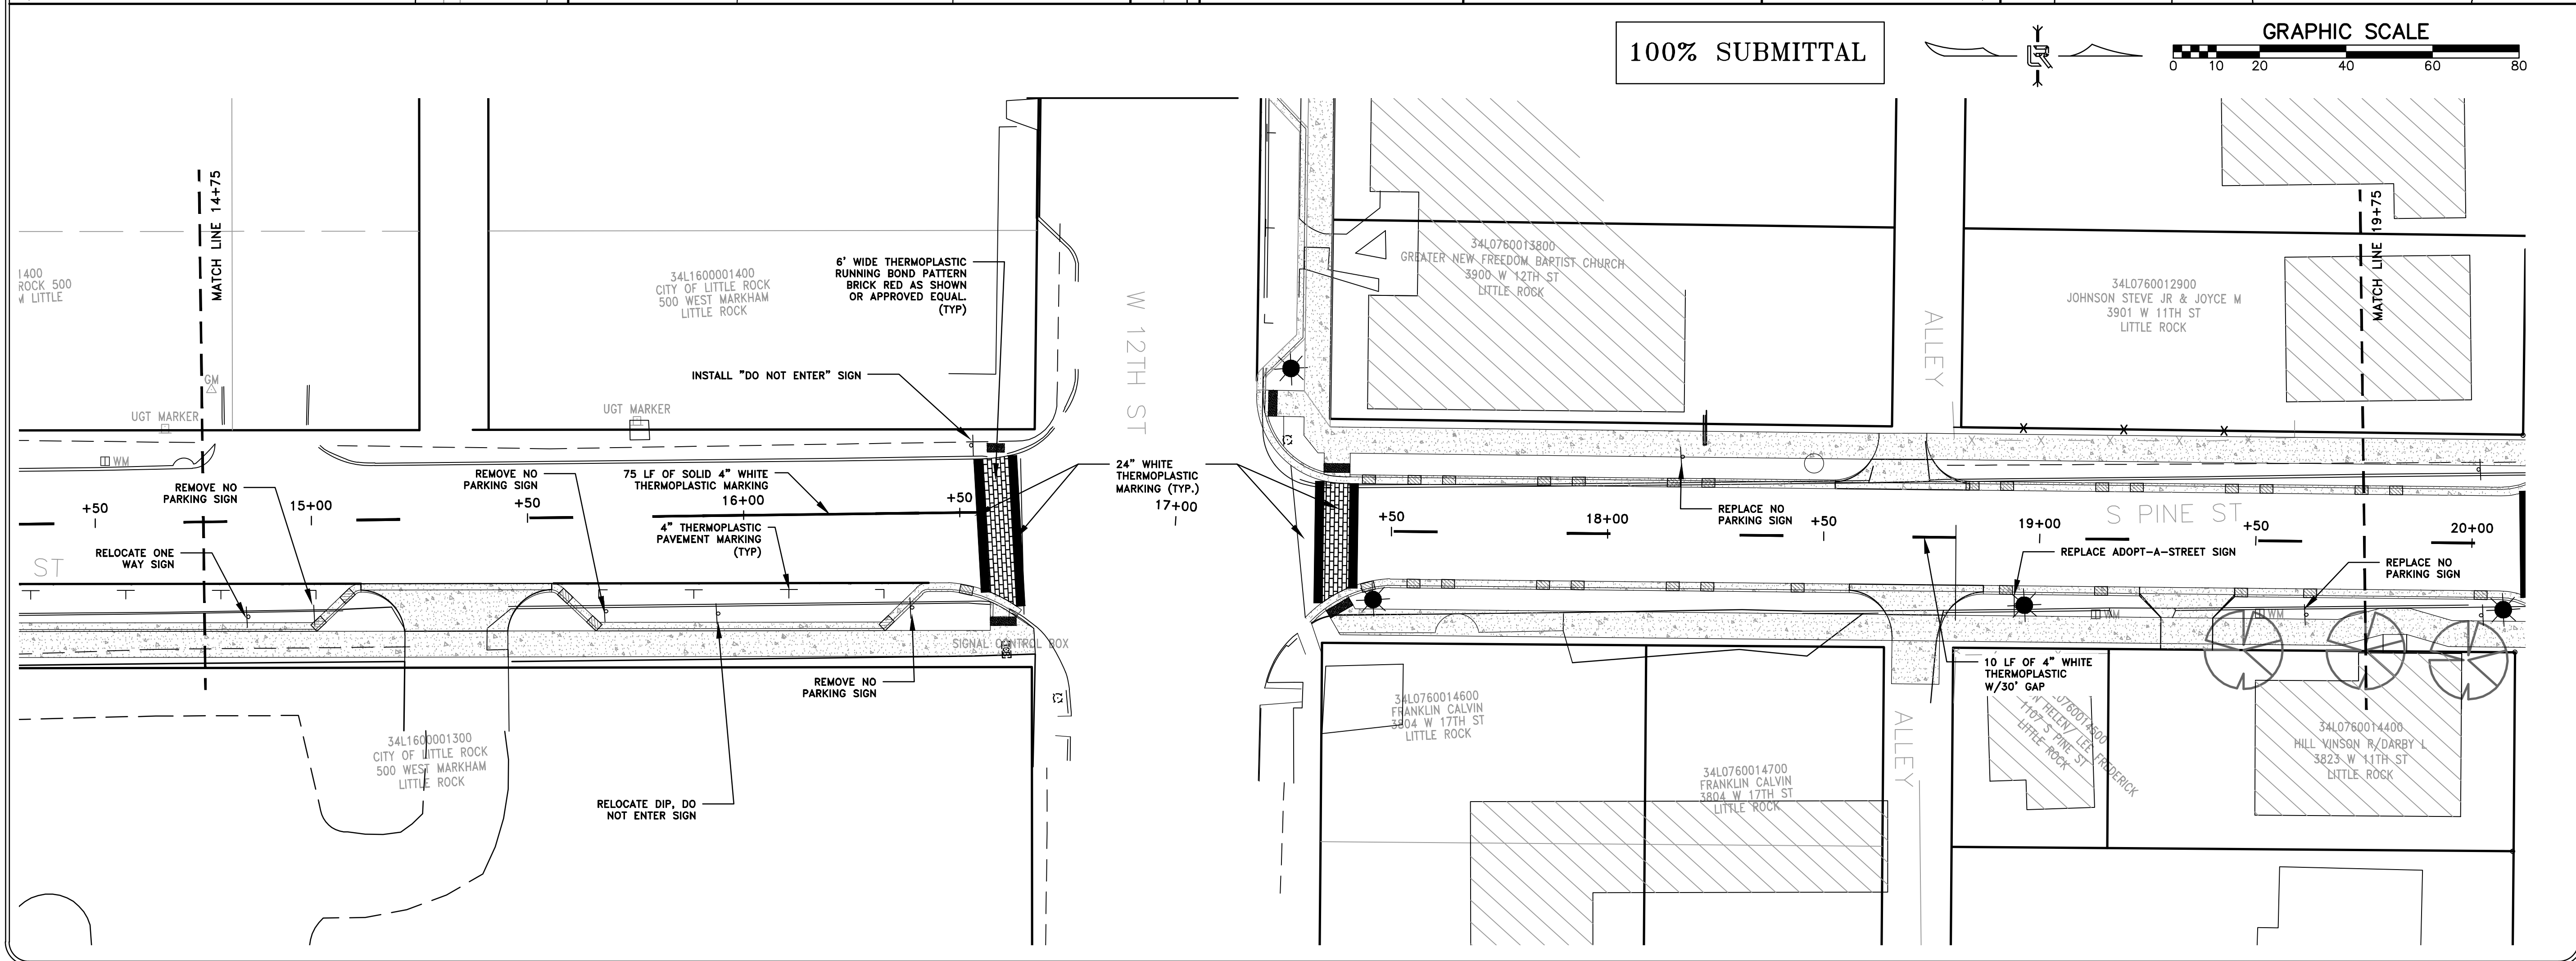 100% SUBMITTAL
LR
GRAPHIC SCALE
0 10 20 40 60 80
MATCH LINE 14+75
1400
ROCK 500
M LITTLE
34L1600001400
CITY OF LITTLE ROCK
500 WEST MARKHAM
LITTLE ROCK
6' WIDE THERMOPLASTIC
RUNNING BOND PATTERN
BRICK RED AS SHOWN
OR APPROVED EQUAL.
(TYP)
W 12TH ST
34L0760013800
GREATER NEW FREEDOM BAPTIST CHURCH
3900 W 12TH ST
LITTLE ROCK
ALLEY
34L0760012900
JOHNSON STEVE JR & JOYCE M
3901 W 11TH ST
LITTLE ROCK
MATCH LINE 19+75
GM
UGT MARKER
UGT MARKER
INSTALL "DO NOT ENTER" SIGN
WM
REMOVE NO
PARKING SIGN
REMOVE NO
PARKING SIGN
75 LF OF SOLID 4" WHITE
THERMOPLASTIC MARKING
24" WHITE
THERMOPLASTIC
MARKING (TYP.)
+50
15+00
+50
16+00
+50
17+00
+50
18+00
+50
19+00
+50
20+00
REPLACE NO
PARKING SIGN
S PINE ST
4" THERMOPLASTIC
PAVEMENT MARKING
(TYP)
ST
RELOCATE ONE
WAY SIGN
REPLACE ADOPT-A-STREET SIGN
REPLACE NO
PARKING SIGN
WM
WM
SIGNAL CONTROL BOX
REMOVE NO
PARKING SIGN
10 LF OF 4" WHITE
THERMOPLASTIC
W/30' GAP
34L1600001300
CITY OF LITTLE ROCK
500 WEST MARKHAM
LITTLE ROCK
RELOCATE DIP, DO
NOT ENTER SIGN
34L0760014600
FRANKLIN CALVIN
3804 W 17TH ST
LITTLE ROCK
34L0760014700
FRANKLIN CALVIN
3804 W 17TH ST
LITTLE ROCK
ALLEY
0760014500
HELEN/ LEE FREDERICK
1107 S PINE ST
LITTLE ROCK
34L0760014400
HILL VINSON R/DARBY L
3823 W 11TH ST
LITTLE ROCK